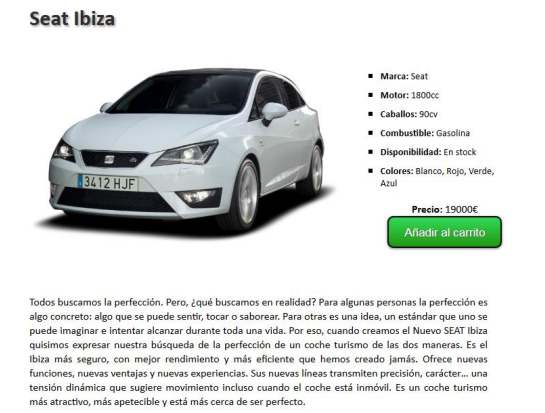 Seat Ibiza
3412 HJF
Marca: Seat
Motor: 1800cc
Caballos: 90cv
Combustible: Gasolina
Disponibilidad: En stock
Colores: Blanco, Rojo, Verde,
Azul
Precio: 19000€
Añadir al carrito
Todos buscamos la perfección. Pero, ¿qué buscamos en realidad? Para algunas personas la perfección es
algo concreto: algo que se puede sentir, tocar o saborear. Para otras es una idea, un estándar que uno se
puede imaginar e intentar alcanzar durante toda una vida. Por eso, cuando creamos el Nuevo SEAT Ibiza
quisimos expresar nuestra búsqueda de la perfección de un coche turismo de las dos maneras. Es el
Ibiza más seguro, con mejor rendimiento y más eficiente que hemos creado jamás. Ofrece nuevas
funciones, nuevas ventajas y nuevas experiencias. Sus nuevas líneas transmiten precisión, carácter... una
tensión dinámica que sugiere movimiento incluso cuando el coche está inmóvil. Es un coche turismo
más atractivo, más apetecible y está más cerca de ser perfecto.